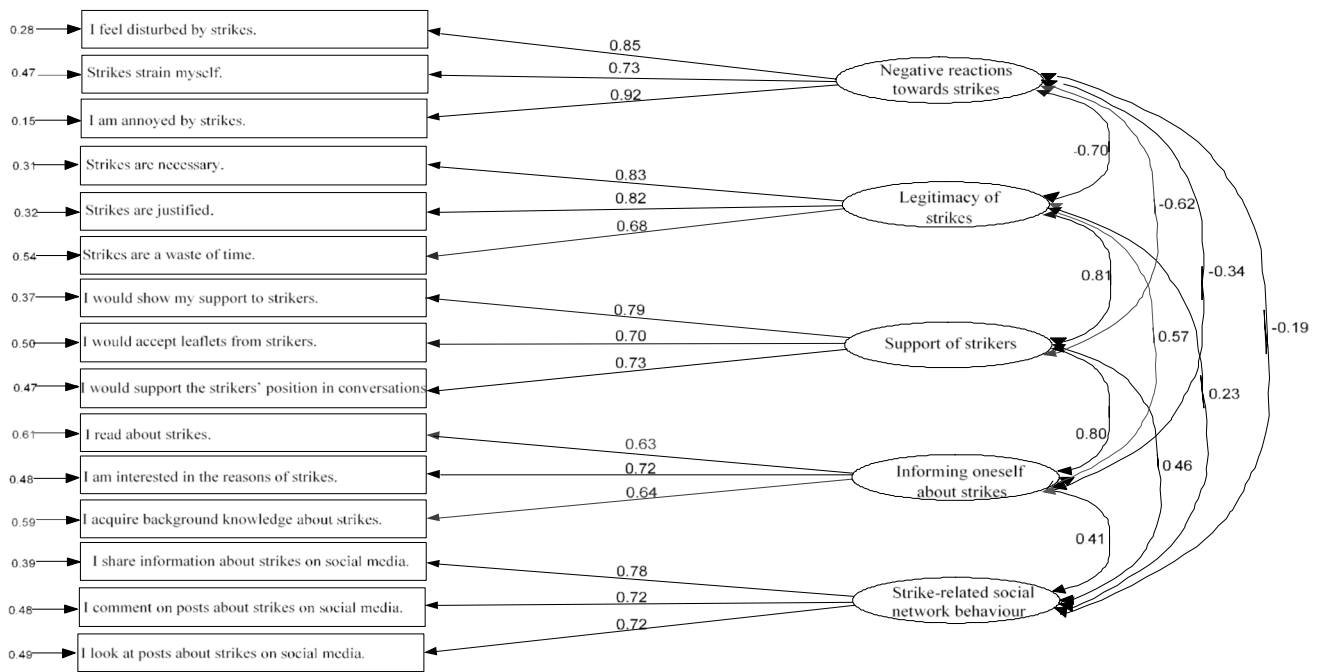 0.28
I feel disturbed by strikes.
0.47
Strikes strain myself.
0.15
I am annoyed by strikes.
0.31
Strikes are necessary.
0.32
Strikes are justified.
0.54
Strikes are a waste of time.
0.37
I would show my support to strikers.
0.50
I would accept leaflets from strikers.
0.47
I would support the strikers’ position in conversations
0.61
I read about strikes.
0.48
I am interested in the reasons of strikes.
0.59
I acquire background knowledge about strikes.
0.39
I share information about strikes on social media.
0.48
I comment on posts about strikes on social media.
0.49
I look at posts about strikes on social media.
0.85
0.73
0.92
0.83
0.82
0.68
0.79
0.70
0.73
0.63
0.72
0.64
0.78
0.72
0.72
Negative reactions
towards strikes
Legitimacy of
strikes
Support of strikers
Informing oneself
about strikes
Strike-related social
network behaviour
-0.70
-0.62
0.81
-0.34
0.57
-0.19
0.23
0.80
0.46
0.41